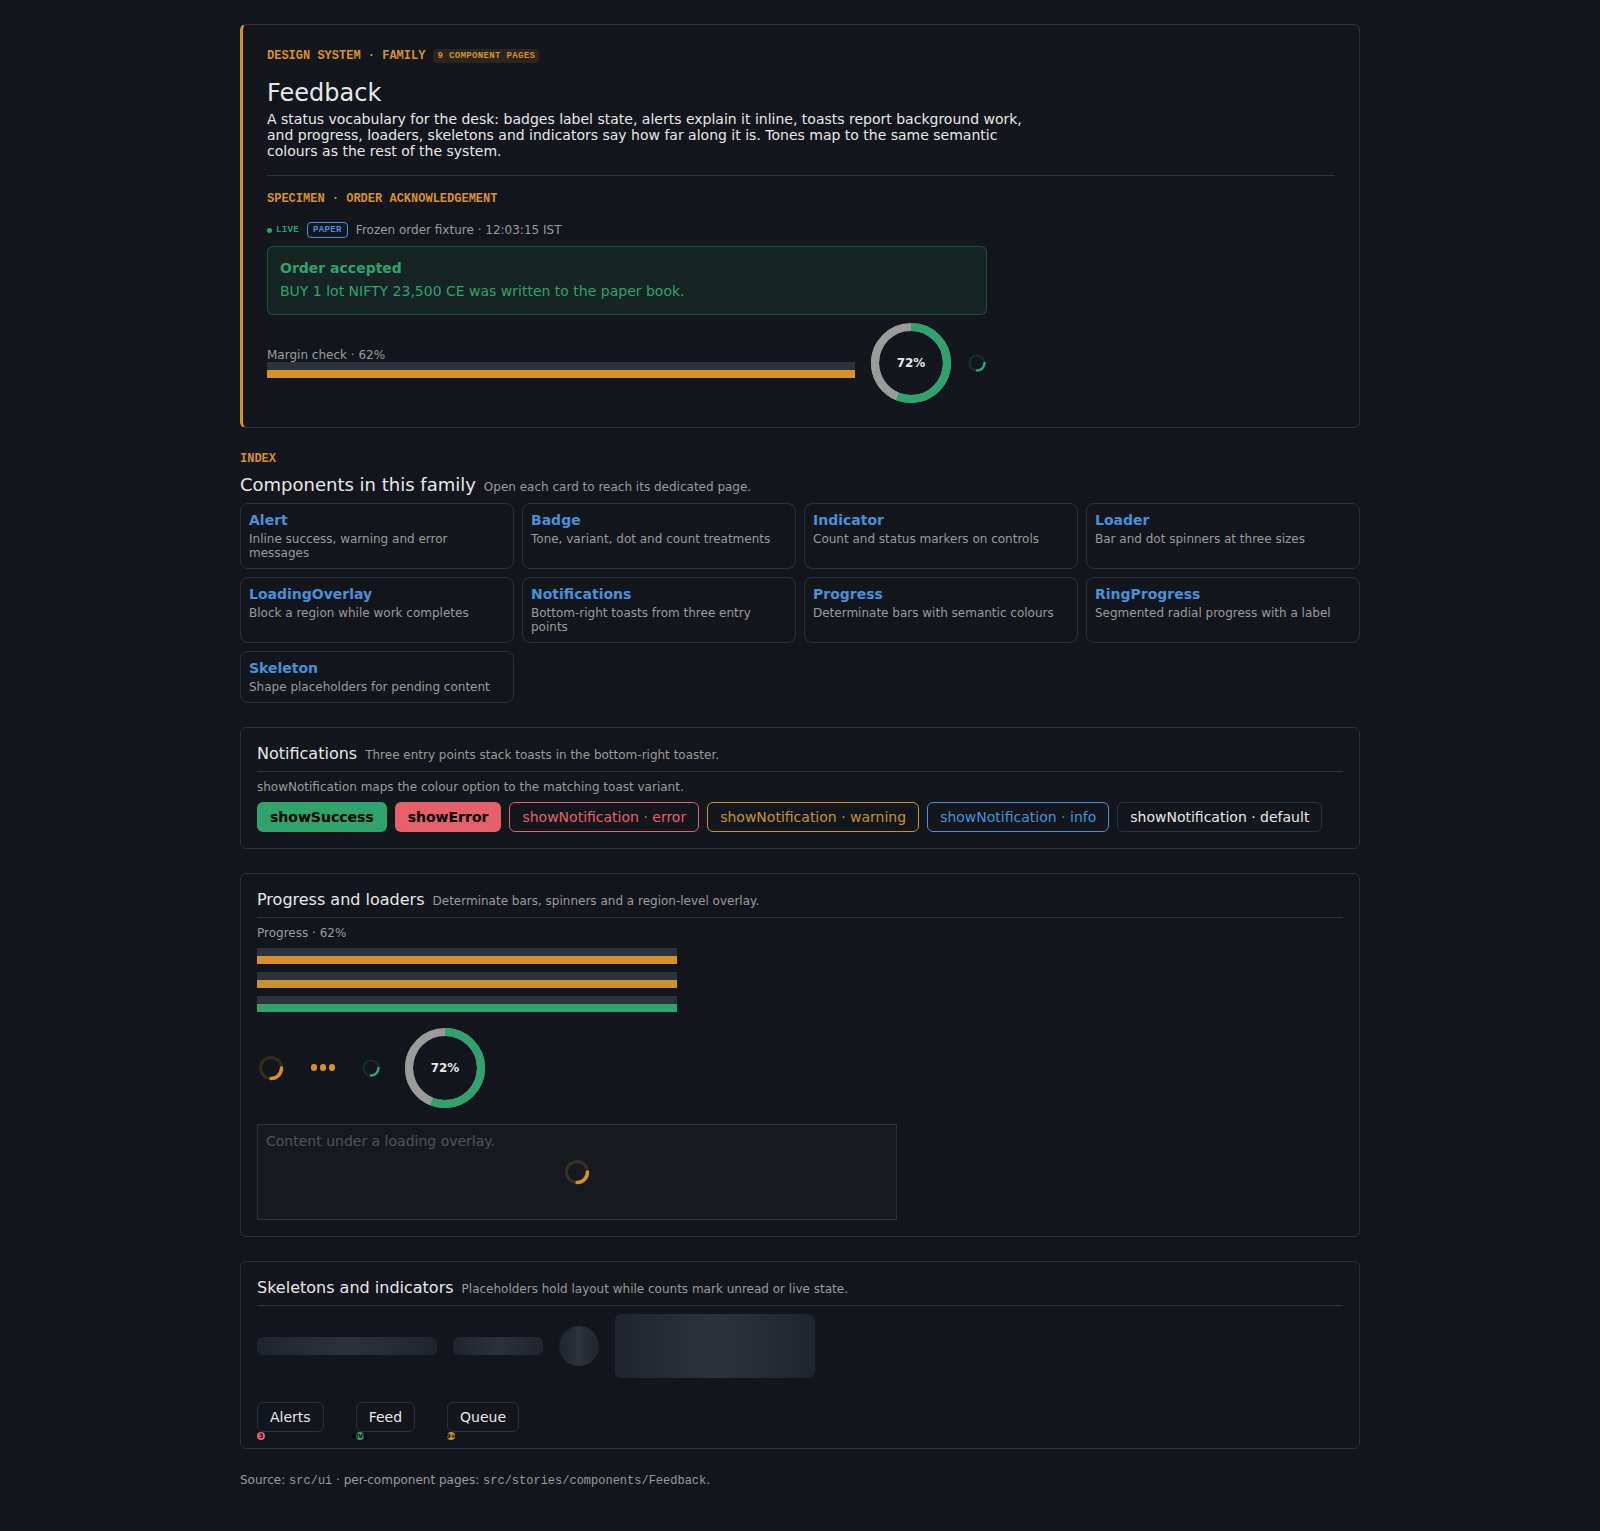 DESIGN SYSTEM · FAMILY 9 COMPONENT PAGES
Feedback
A status vocabulary for the desk: badges label state, alerts explain it inline, toasts report background work,
and progress, loaders, skeletons and indicators say how far along it is. Tones map to the same semantic
colours as the rest of the system.
SPECIMEN · ORDER ACKNOWLEDGEMENT
LIVE PAPER Frozen order fixture · 12:03:15 IST
Order accepted
BUY 1 lot NIFTY 23,500 CE was written to the paper book.
Margin check · 62%
72%
INDEX
Components in this family Open each card to reach its dedicated page.
Alert
Inline success, warning and error
messages
Badge
Tone, variant, dot and count treatments
Indicator
Count and status markers on controls
Loader
Bar and dot spinners at three sizes
LoadingOverlay
Block a region while work completes
Notifications
Bottom-right toasts from three entry
points
Progress
Determinate bars with semantic colours
RingProgress
Segmented radial progress with a label
Skeleton
Shape placeholders for pending content
Notifications Three entry points stack toasts in the bottom-right toaster.
showNotification maps the colour option to the matching toast variant.
showSuccess showError showNotification · error showNotification · warning showNotification · info showNotification · default
Progress and loaders Determinate bars, spinners and a region-level overlay.
Progress · 62%
72%
Content under a loading overlay.
Skeletons and indicators Placeholders hold layout while counts mark unread or live state.
Alerts Feed Queue
3
Source: src/ui · per-component pages: src/stories/components/Feedback.